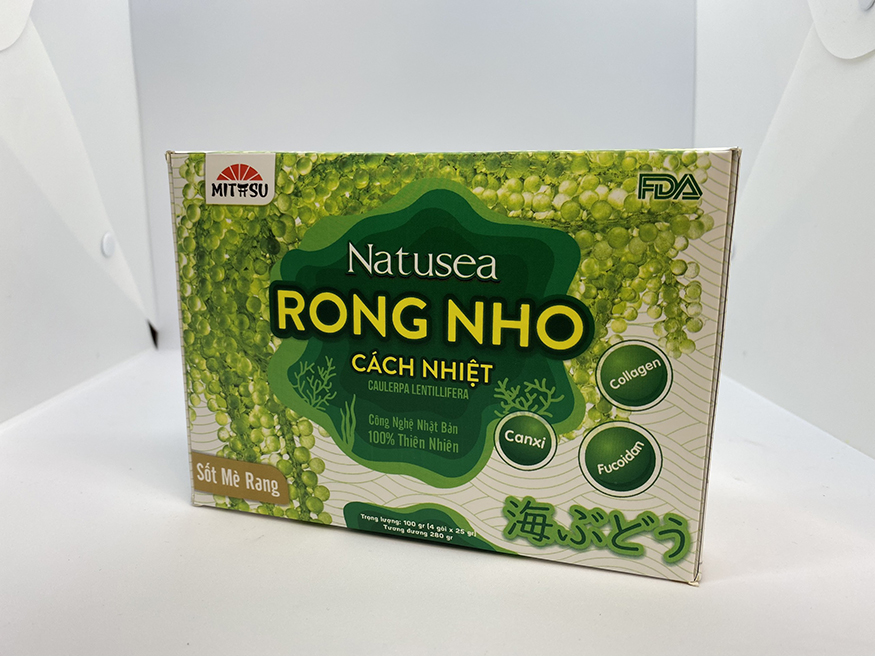 MITSU
FDA
Natusea
RONG NHO
CÁCH NHIỆT
CAULERPA LENTILLIFERA
Công Nghệ Nhật Bản
100% Thiên Nhiên
Collagen
Canxi
Fucoidan
Sốt Mè Rang
Trọng lượng: 100 gr (4 gói x 25 gr)
Tương đương 280 gr
海ぶどう